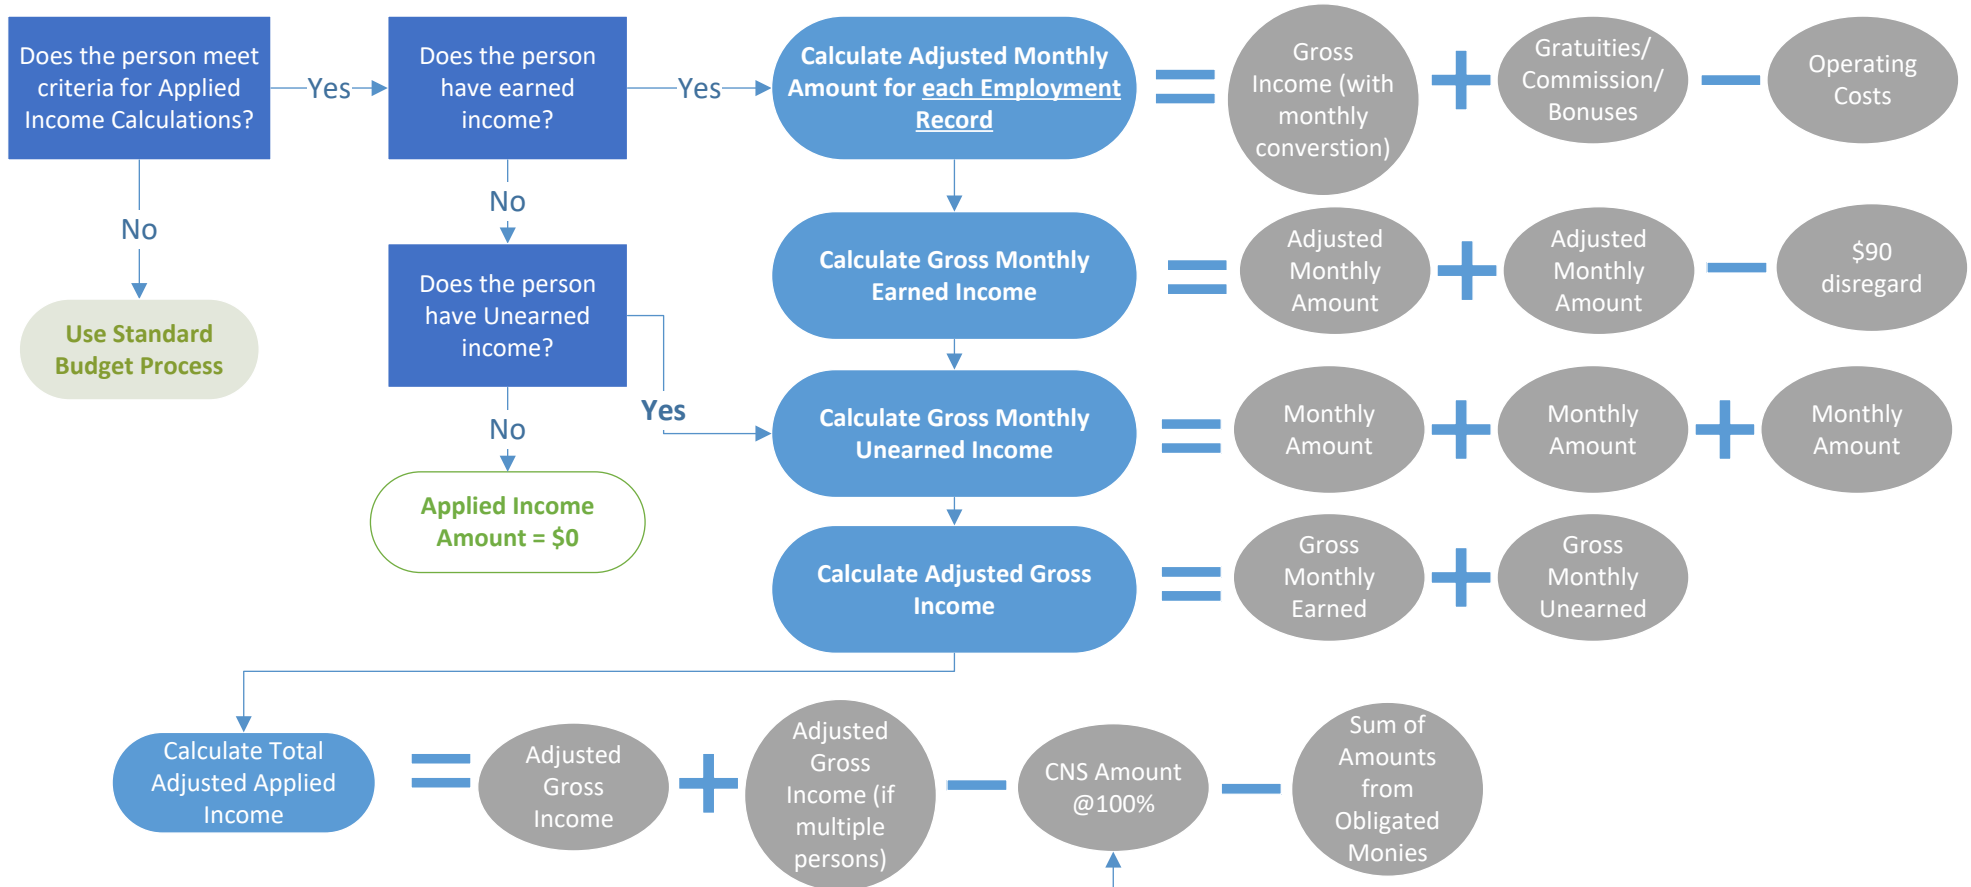 Does the person meet
criteria for Applied
Income Calculations?
Yes
Does the person
have earned
income?
Yes
Calculate Adjusted Monthly
Amount for each Employment
Record
Gross
Income (with
monthly
converstion)
Gratuities/
Commission/
Bonuses
Operating
Costs
No
No
Use Standard
Budget Process
Does the person
have Unearned
income?
Calculate Gross Monthly
Earned Income
Adjusted
Monthly
Amount
Adjusted
Monthly
Amount
$90
disregard
Yes
No
Applied Income
Amount = $0
Calculate Gross Monthly
Unearned Income
Monthly
Amount
Monthly
Amount
Monthly
Amount
Calculate Adjusted Gross
Income
Gross
Monthly
Earned
Gross
Monthly
Unearned
Calculate Total
Adjusted Applied
Income
Adjusted
Gross
Income
Adjusted
Gross
Income (if
multiple
persons)
CNS Amount
@100%
Sum of
Amounts
from
Obligated
Monies